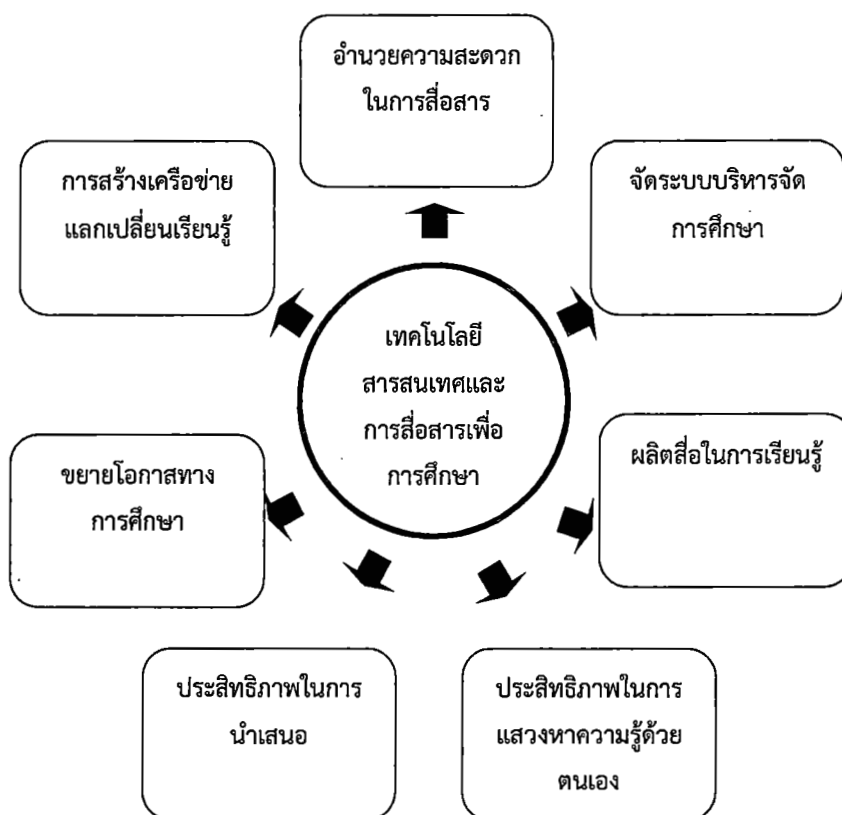 อำนวยความสะดวก
ในการสื่อสาร
การสร้างเครือข่าย
แลกเปลี่ยนเรียนรู้
จัดระบบบริหารจัด
การศึกษา
เทคโนโลยี
สารสนเทศและ
การสื่อสารเพื่อ
การศึกษา
ขยายโอกาสทาง
การศึกษา
ผลิตสื่อในการเรียนรู้
ประสิทธิภาพในการ
นำเสนอ
ประสิทธิภาพในการ
แสวงหาความรู้ด้วย
ตนเอง